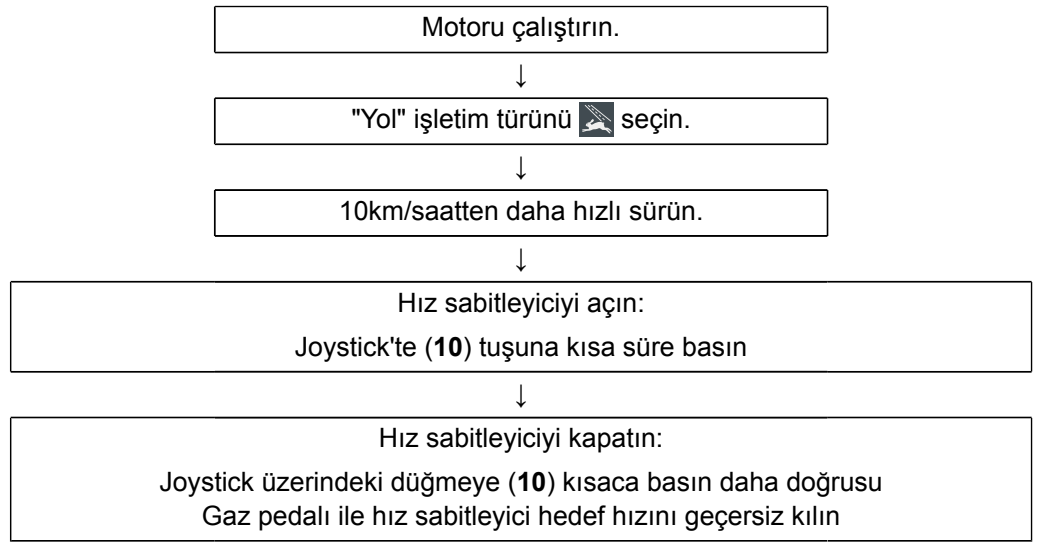 Motoru çalıştırın.
↓
"Yol" işletim türünü seçin.
↓
10km/saatten daha hızlı sürün.
↓
Hız sabitleyiciyi açın:
Joystick'te (10) tuşuna kısa süre basın
↓
Hız sabitleyiciyi kapatın:
Joystick üzerindeki düğmeye (10) kısaca basın daha doğrusu
Gaz pedalı ile hız sabitleyici hedef hızını geçersiz kılın